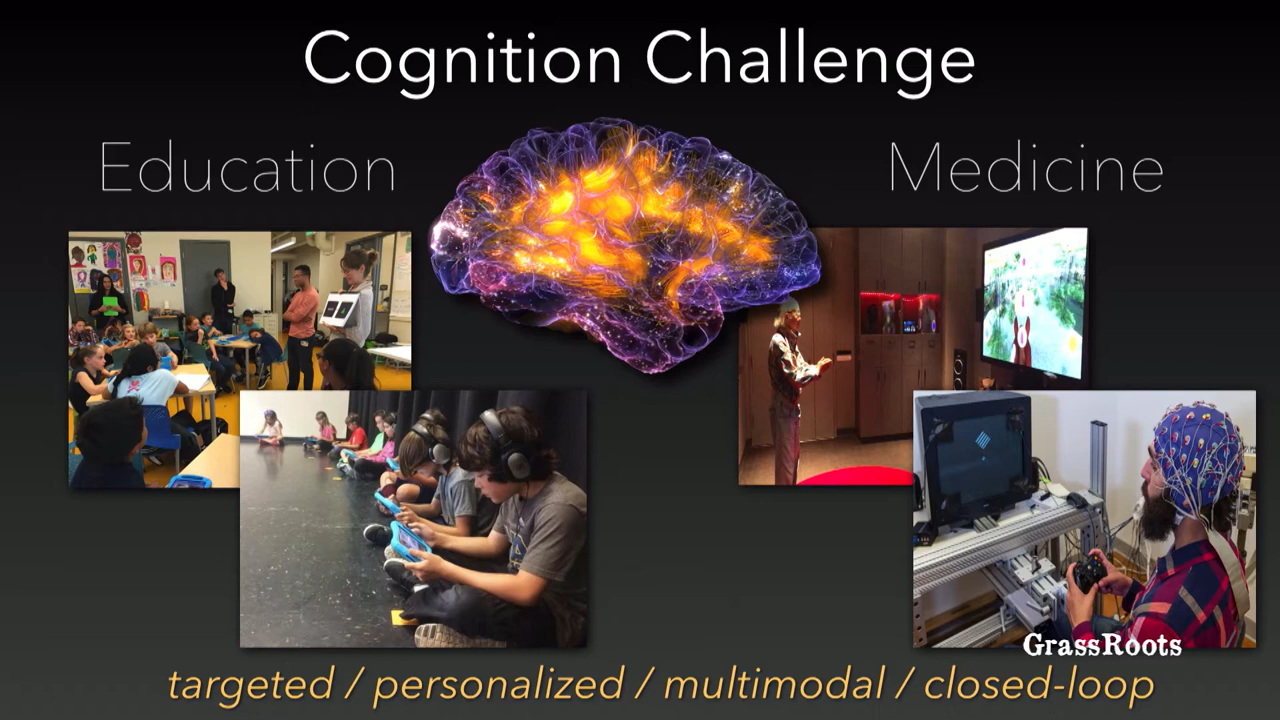 Cognition Challenge
Education
Medicine
GrassRoots
targeted / personalized / multimodal / closed-loop